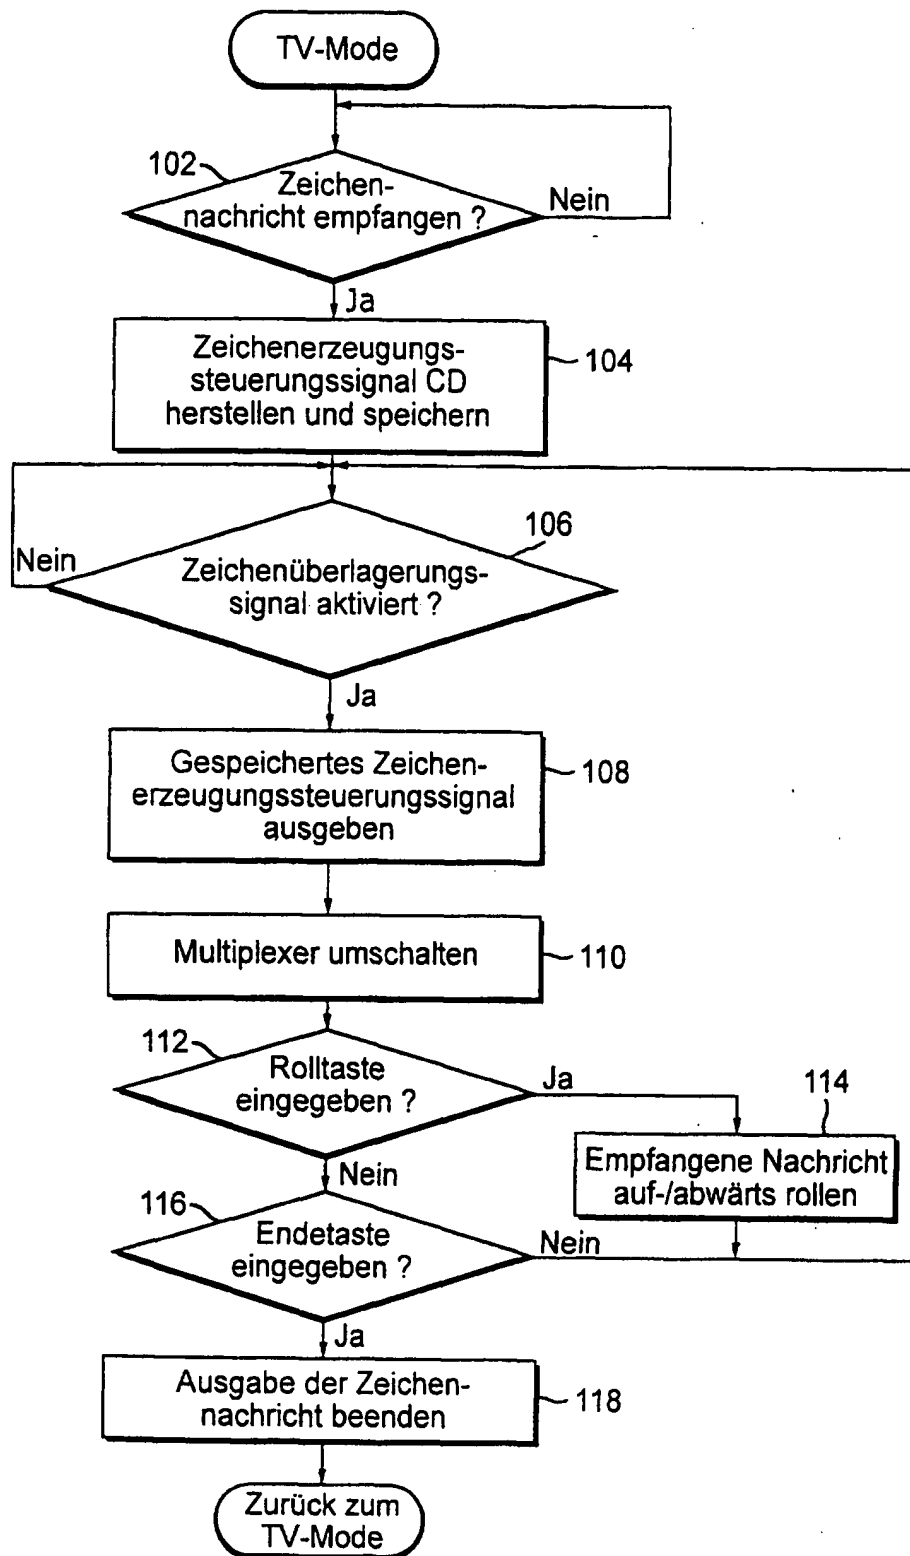 TV-Mode
102
Zeichen-
nachricht empfangen ?
Nein
Ja
Zeichenerzeugungs-
steuerungssignal CD
herstellen und speichern
104
106
Nein
Zeichenüberlagerungs-
signal aktiviert ?
Ja
Gespeichertes Zeichen-
erzeugungssteuerungssignal
ausgeben
108
Multiplexer umschalten
110
112
Rolltaste
eingegeben ?
Ja
114
Empfangene Nachricht
auf-/abwärts rollen
Nein
116
Endetaste
eingegeben ?
Nein
Ja
Ausgabe der Zeichen-
nachricht beenden
118
Zurück zum
TV-Mode